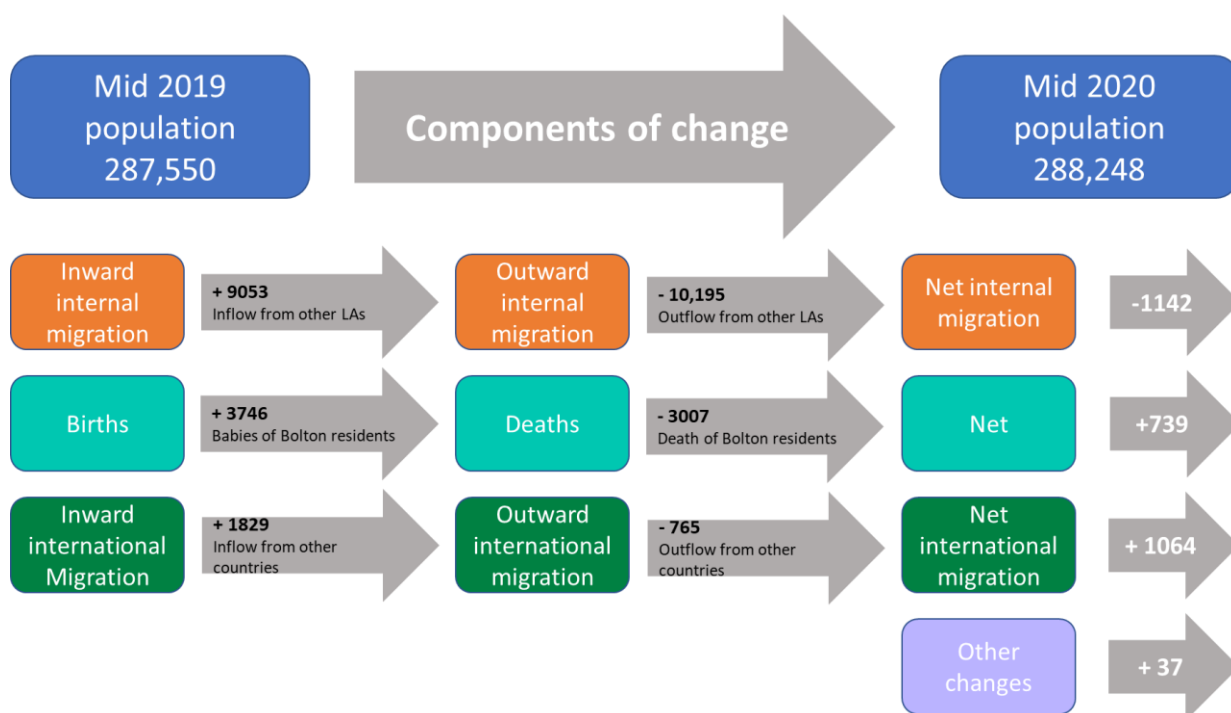 Mid 2019
population
287,550
Components of change
Mid 2020
population
288,248
Inward
internal
migration
+ 9053
Inflow from other LAs
Outward
internal
migration
- 10,195
Outflow from other LAs
Net internal
migration
-1142
Births
+ 3746
Babies of Bolton residents
Deaths
- 3007
Death of Bolton residents
Net
+739
Inward
international
Migration
+ 1829
Inflow from other
countries
Outward
international
migration
- 765
Outflow from other
countries
Net
international
migration
+ 1064
Other
changes
+ 37